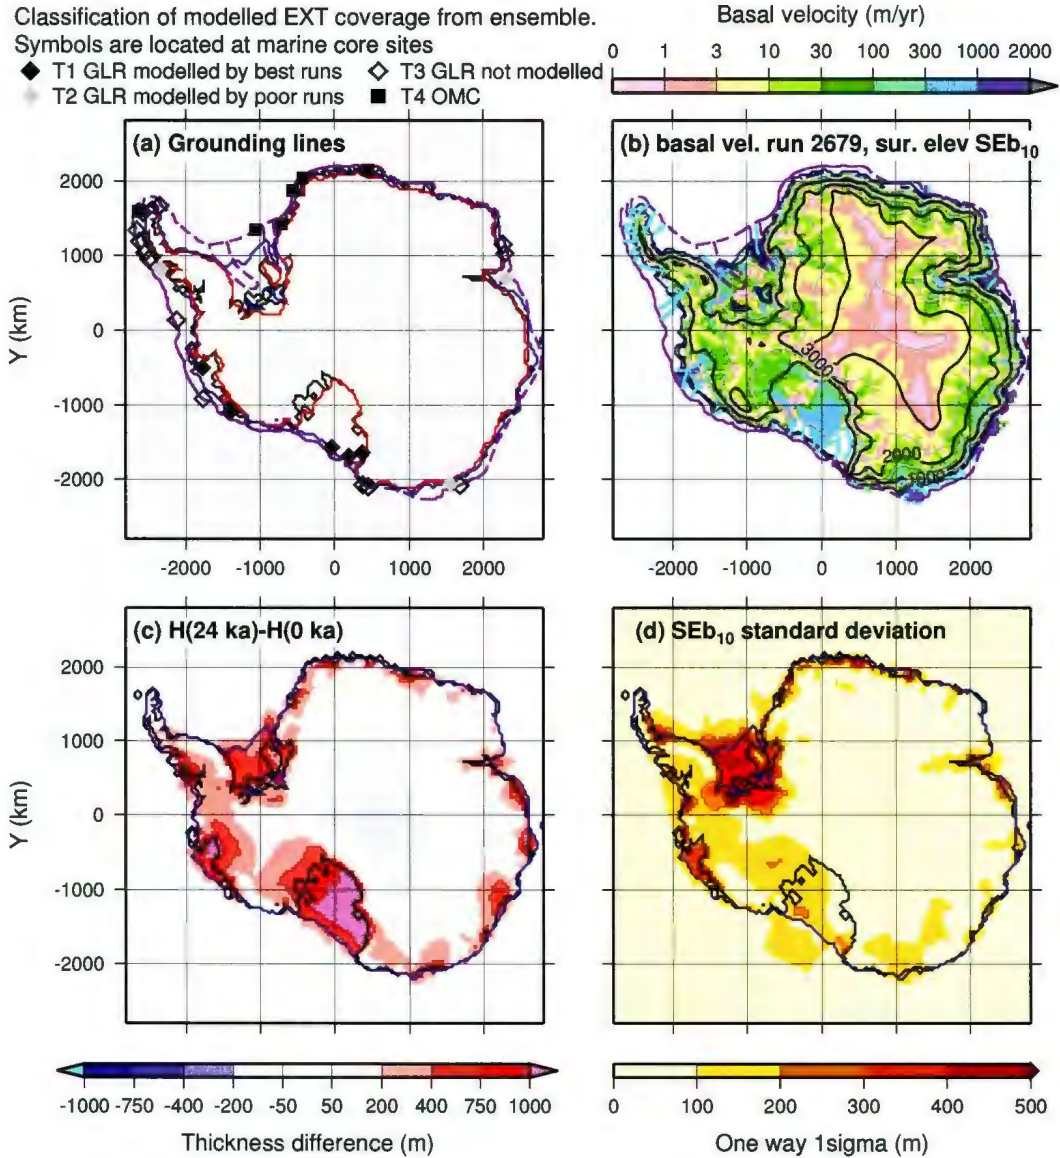 Classification of modelled EXT coverage from ensemble.
Symbols are located at marine core sites
T1 GLR modelled by best runs
T3 GLR not modelled
T2 GLR modelled by poor runs
T4 OMC
Basal velocity (m/yr)
0 1 3 10 30 100 300 1000 2000
(a) Grounding lines
Y (km)
2000
1000
0
-1000
-2000
-2000 -1000 0 1000 2000
(b) basal vel. run 2679, sur. elev SEb10
3000
2000
1000
-2000 -1000 0 1000 2000
(c) H(24 ka)-H(0 ka)
Y (km)
2000
1000
0
-1000
-2000
(d) SEb10 standard deviation
-1000 -750 -400 -200 -50 50 200 400 750 1000
Thickness difference (m)
0 100 200 300 400 500
One way 1sigma (m)